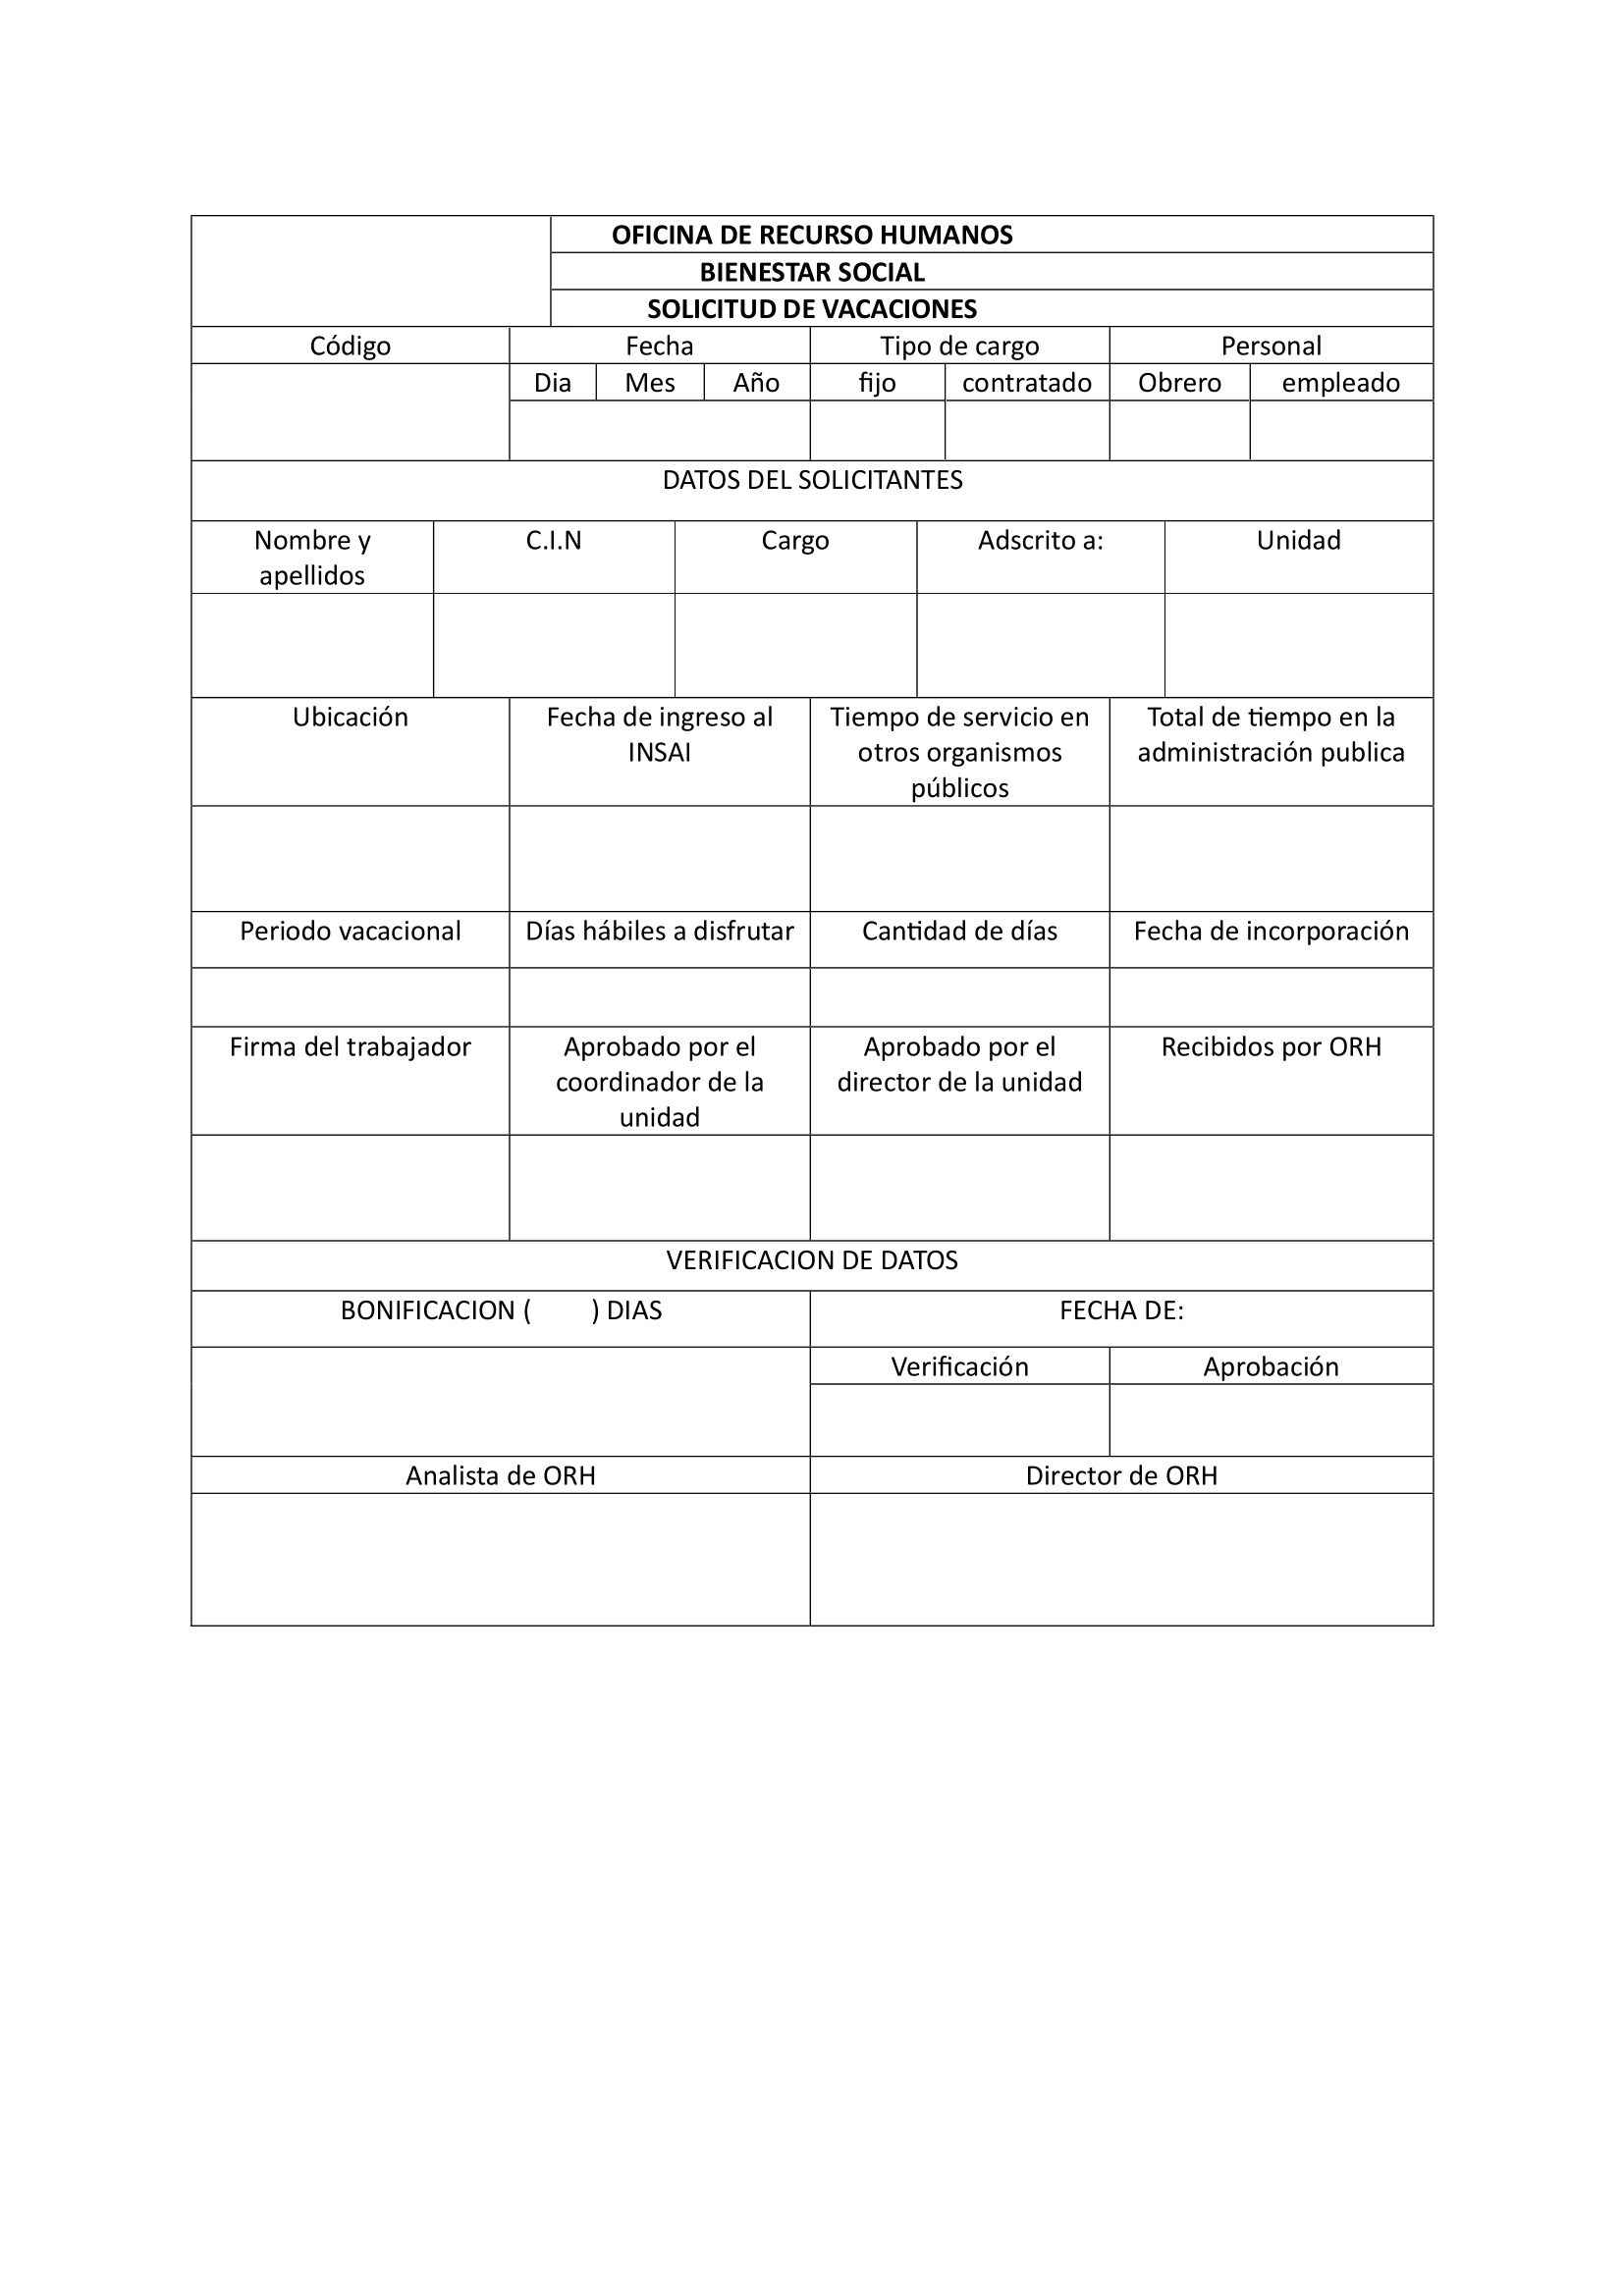 OFICINA DE RECURSO HUMANOS
BIENESTAR SOCIAL
SOLICITUD DE VACACIONES
Código Fecha Tipo de cargo Personal
Dia Mes Año fijo contratado Obrero empleado
DATOS DEL SOLICITANTES
Nombre y
apellidos
C.I.N
Cargo
Adscrito a:
Unidad
Ubicación
Fecha de ingreso al
INSAI
Tiempo de servicio en
otros organismos
públicos
Total de tiempo en la
administración publica
Periodo vacacional
Días hábiles a disfrutar
Cantidad de días
Fecha de incorporación
Firma del trabajador
Aprobado por el
coordinador de la
unidad
Aprobado por el
director de la unidad
Recibidos por ORH
VERIFICACION DE DATOS
BONIFICACION ( ) DIAS
FECHA DE:
Verificación
Aprobación
Analista de ORH
Director de ORH